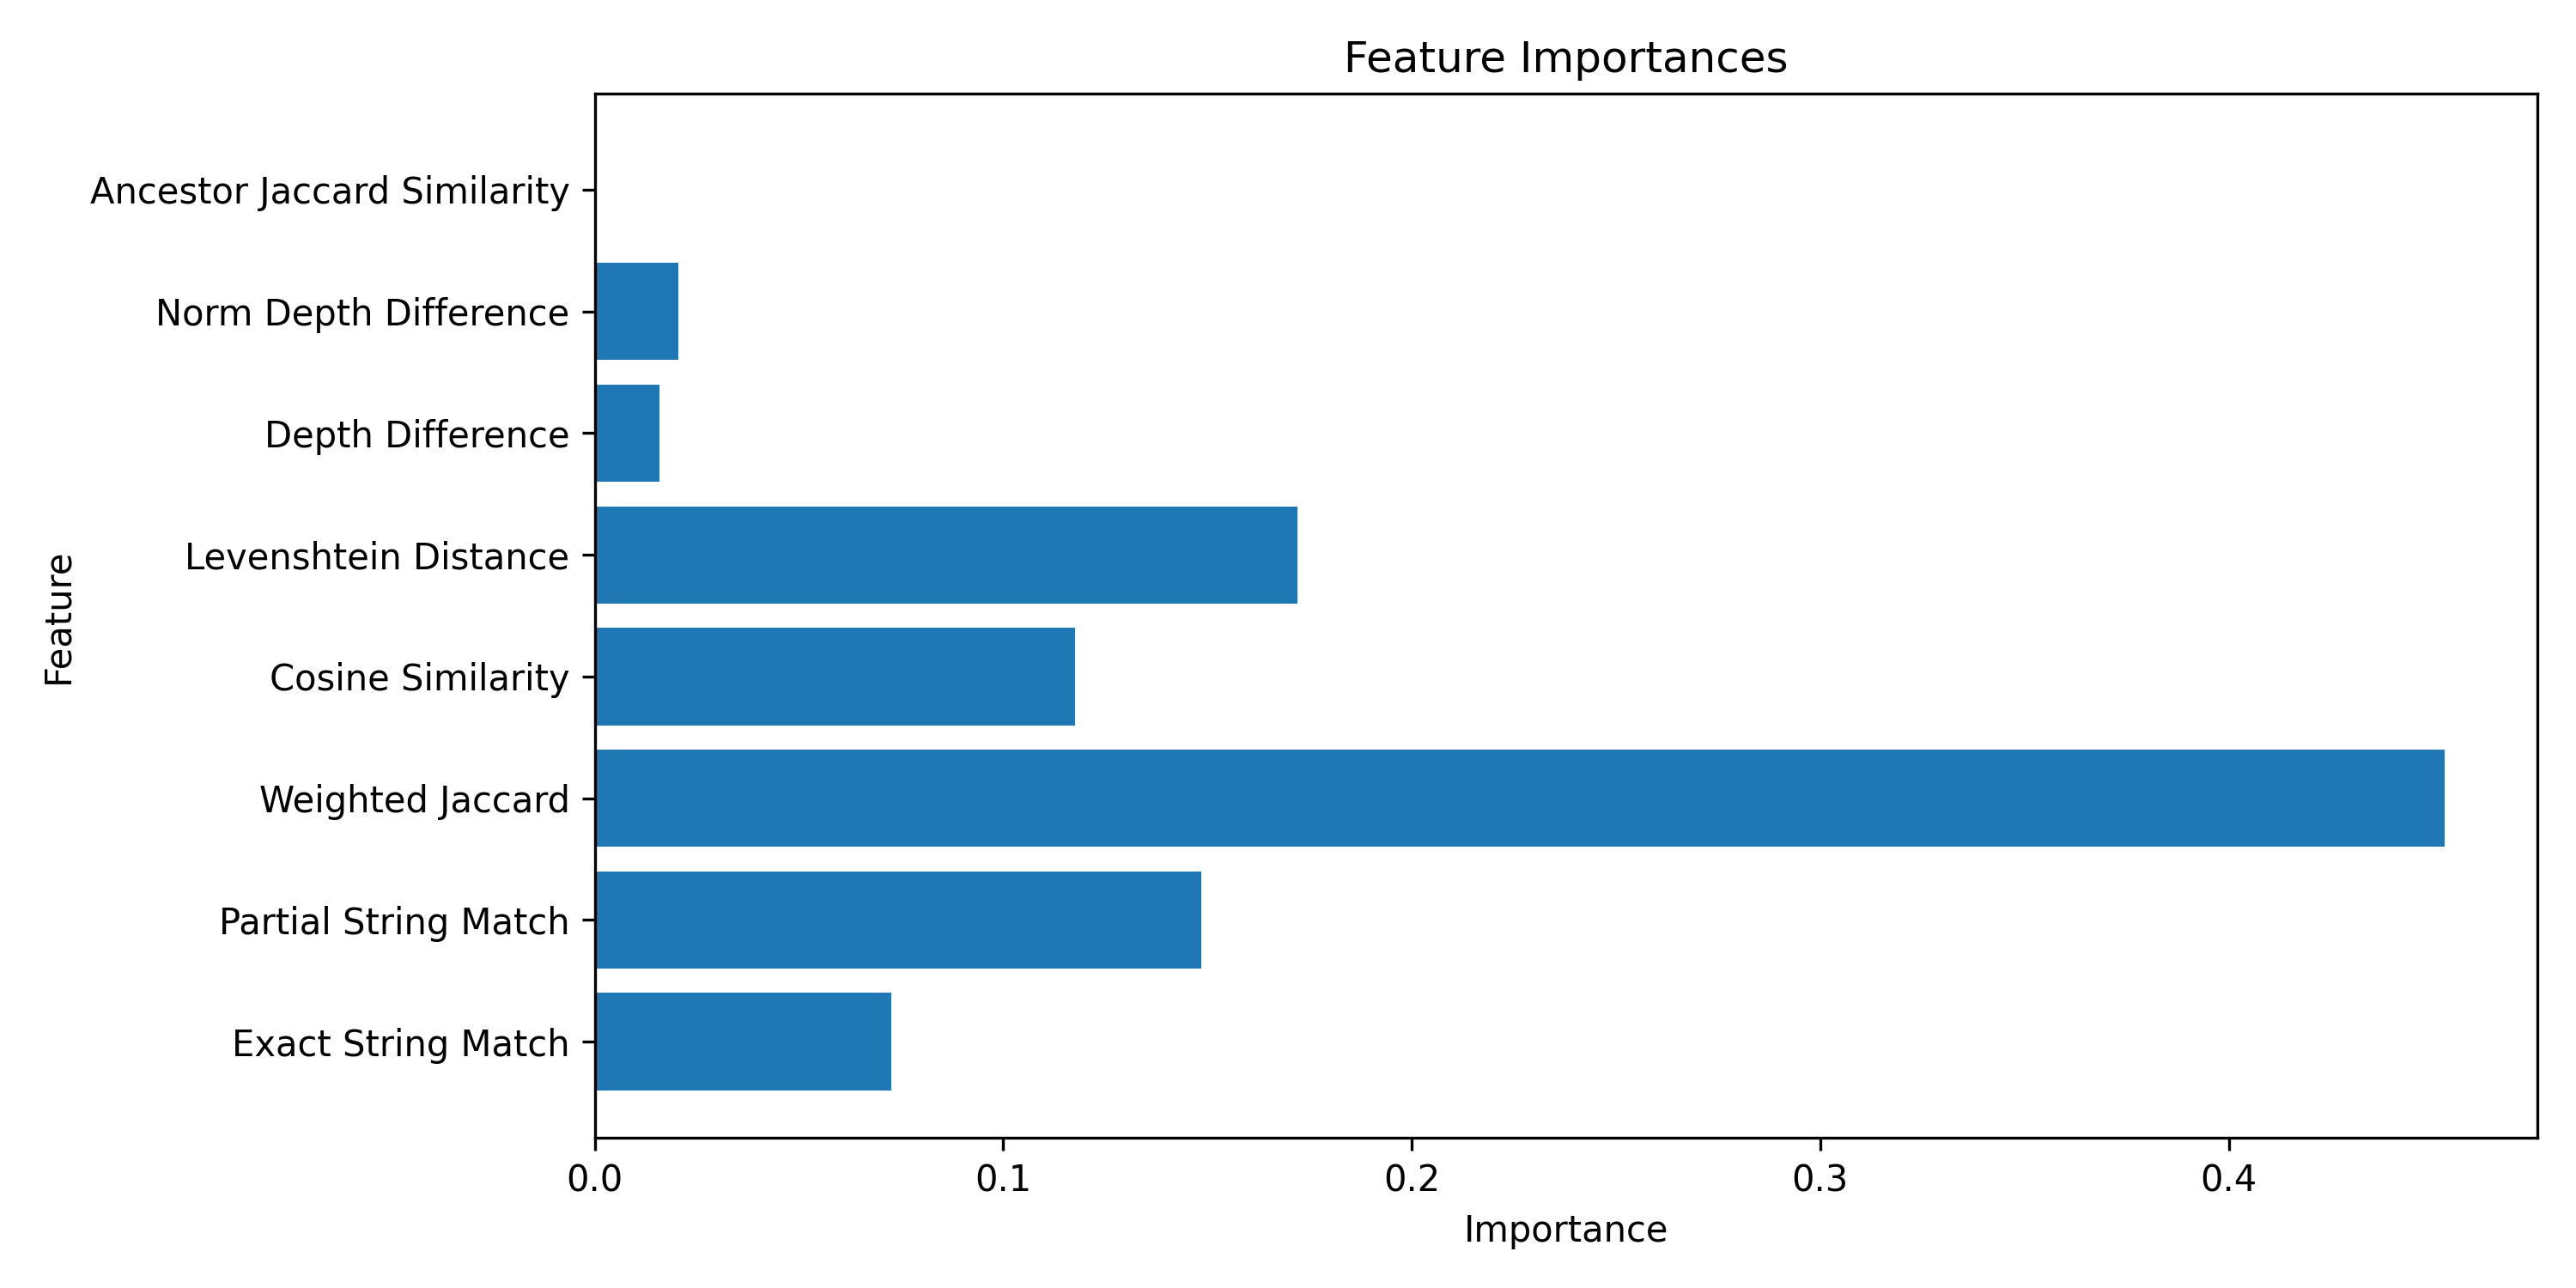 Feature Importances
Ancestor Jaccard Similarity
Norm Depth Difference
Depth Difference
Levenshtein Distance
Cosine Similarity
Weighted Jaccard
Partial String Match
Exact String Match
Feature
0.0 0.1 0.2 0.3 0.4
Importance